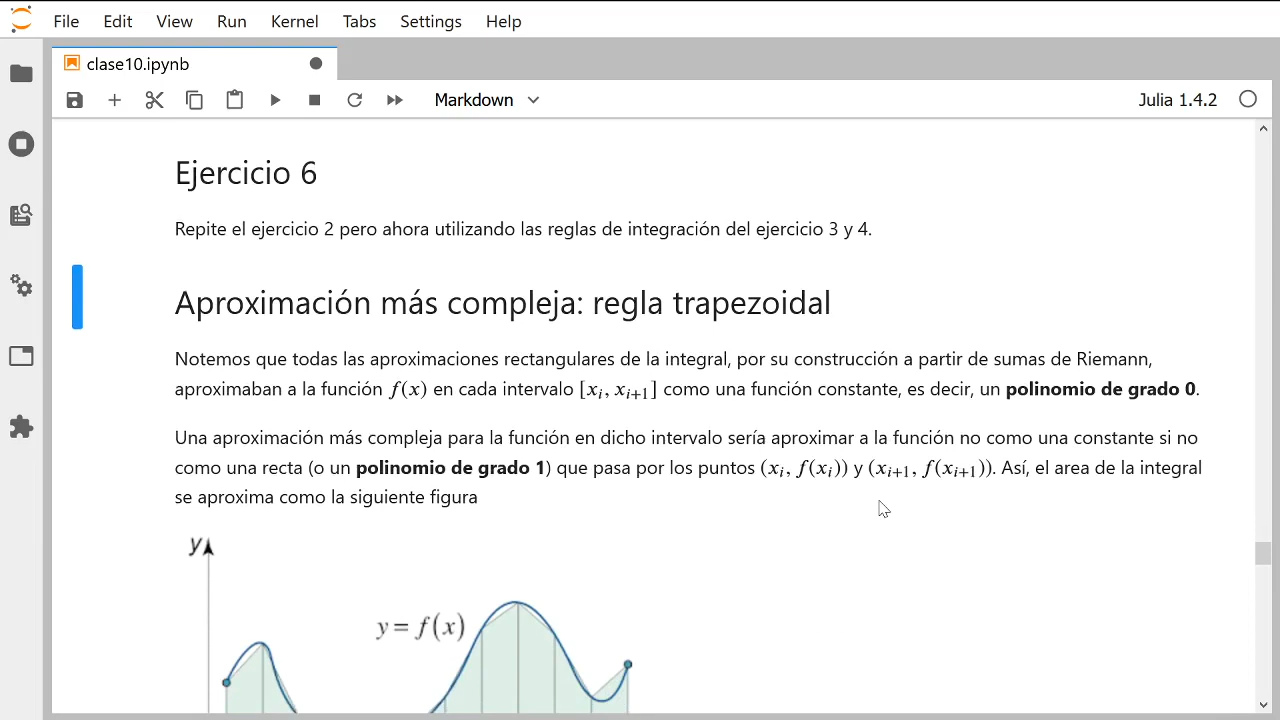 File Edit View Run Kernel Tabs Settings Help
clase10.ipynb
Markdown
Julia 1.4.2
Ejercicio 6
Repite el ejercicio 2 pero ahora utilizando las reglas de integración del ejercicio 3 y 4.
Aproximación más compleja: regla trapezoidal
Notemos que todas las aproximaciones rectangulares de la integral, por su construcción a partir de sumas de Riemann,
aproximaban a la función f(x) en cada intervalo [xᵢ, xᵢ₊₁] como una función constante, es decir, un polinomio de grado 0.
Una aproximación más compleja para la función en dicho intervalo sería aproximar a la función no como una constante si no
como una recta (o un polinomio de grado 1) que pasa por los puntos (xᵢ, f(xᵢ)) y (xᵢ₊₁, f(xᵢ₊₁)). Así, el area de la integral
se aproxima como la siguiente figura
y
y = f(x)